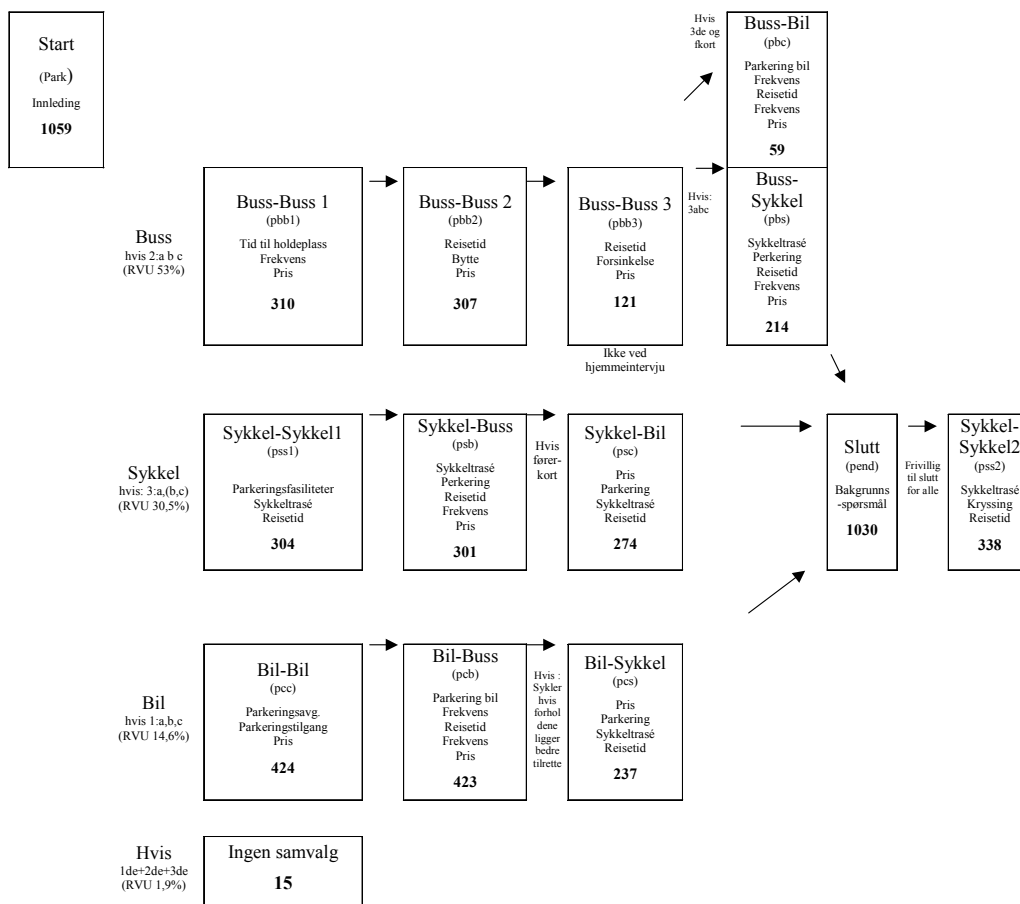 Start
(Park)
Innledning
1059
Hvis
3de og
fkort
Buss-Bil
(pbc)
Parkering bil
Frekvens
Reisetid
Frekvens
Pris
59
Buss
hvis 2:a b c
(RVU 53%)
Buss-Buss 1
(pbb1)
Tid til holdeplass
Frekvens
Pris
310
Buss-Buss 2
(pbb2)
Reisetid
Bytte
Pris
307
Buss-Buss 3
(pbb3)
Reisetid
Forsinkelse
Pris
121
Ikke ved
hjemmeintervju
Hvis:
3abc
Buss-
Sykkel
(pbs)
Sykkeltrasé
Perkering
Reisetid
Frekvens
Pris
214
Sykkel
hvis: 3:a,(b,c)
(RVU 30,5%)
Sykkel-Sykkel1
(pss1)
Parkeringsfasiliteter
Sykkeltrasé
Reisetid
304
Sykkel-Buss
(psb)
Sykkeltrasé
Perkering
Reisetid
Frekvens
Pris
301
Hvis
fører-
kort
Sykkel-Bil
(psc)
Pris
Parkering
Sykkeltrasé
Reisetid
274
Slutt
(pend)
Bakgrunns
-spørsmål
1030
Frivillig
til slutt
for alle
Sykkel-
Sykkel2
(pss2)
Sykkeltrasé
Kryssing
Reisetid
338
Bil
hvis 1:a,b,c
(RVU 14,6%)
Bil-Bil
(pcc)
Parkeringsavg.
Parkeringstilgang
Pris
424
Bil-Buss
(pcb)
Parkering bil
Frekvens
Reisetid
Frekvens
Pris
423
Hvis :
Sykler
hvis
forhol
dene
ligger
bedre
tilrette
Bil-Sykkel
(pcs)
Pris
Parkering
Sykkeltrasé
Reisetid
237
Hvis
1de+2de+3de
(RVU 1,9%)
Ingen samvalg
15